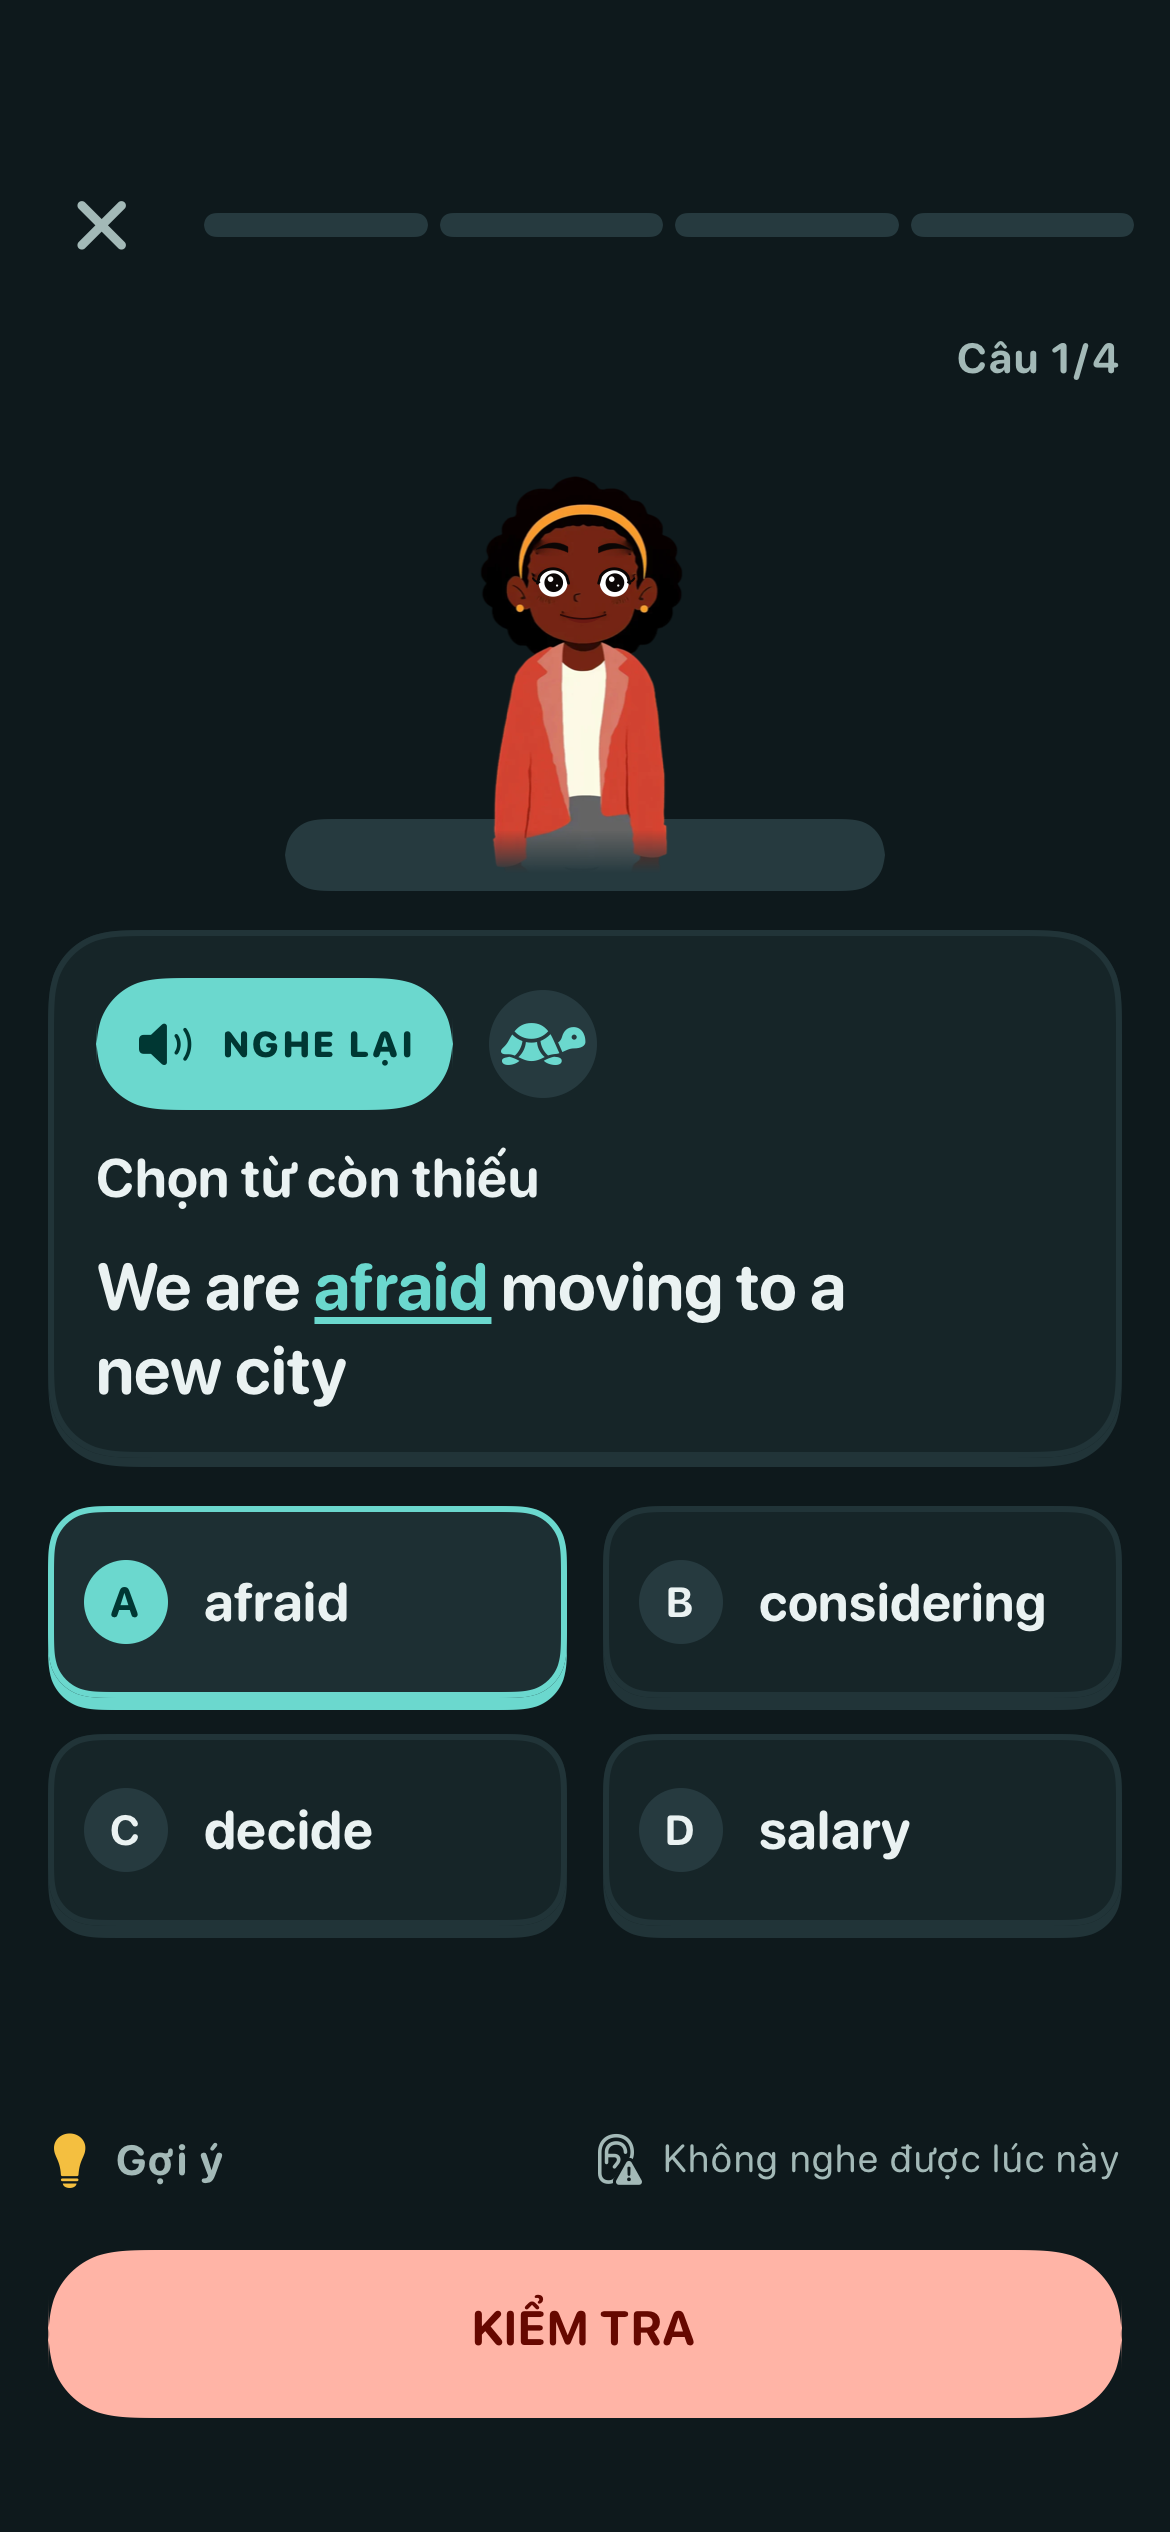 Câu 1/4
NGHE LẠI
Chọn từ còn thiếu
We are afraid moving to a
new city
A afraid
B considering
C decide
D salary
Gợi ý
Không nghe được lúc này
KIỂM TRA